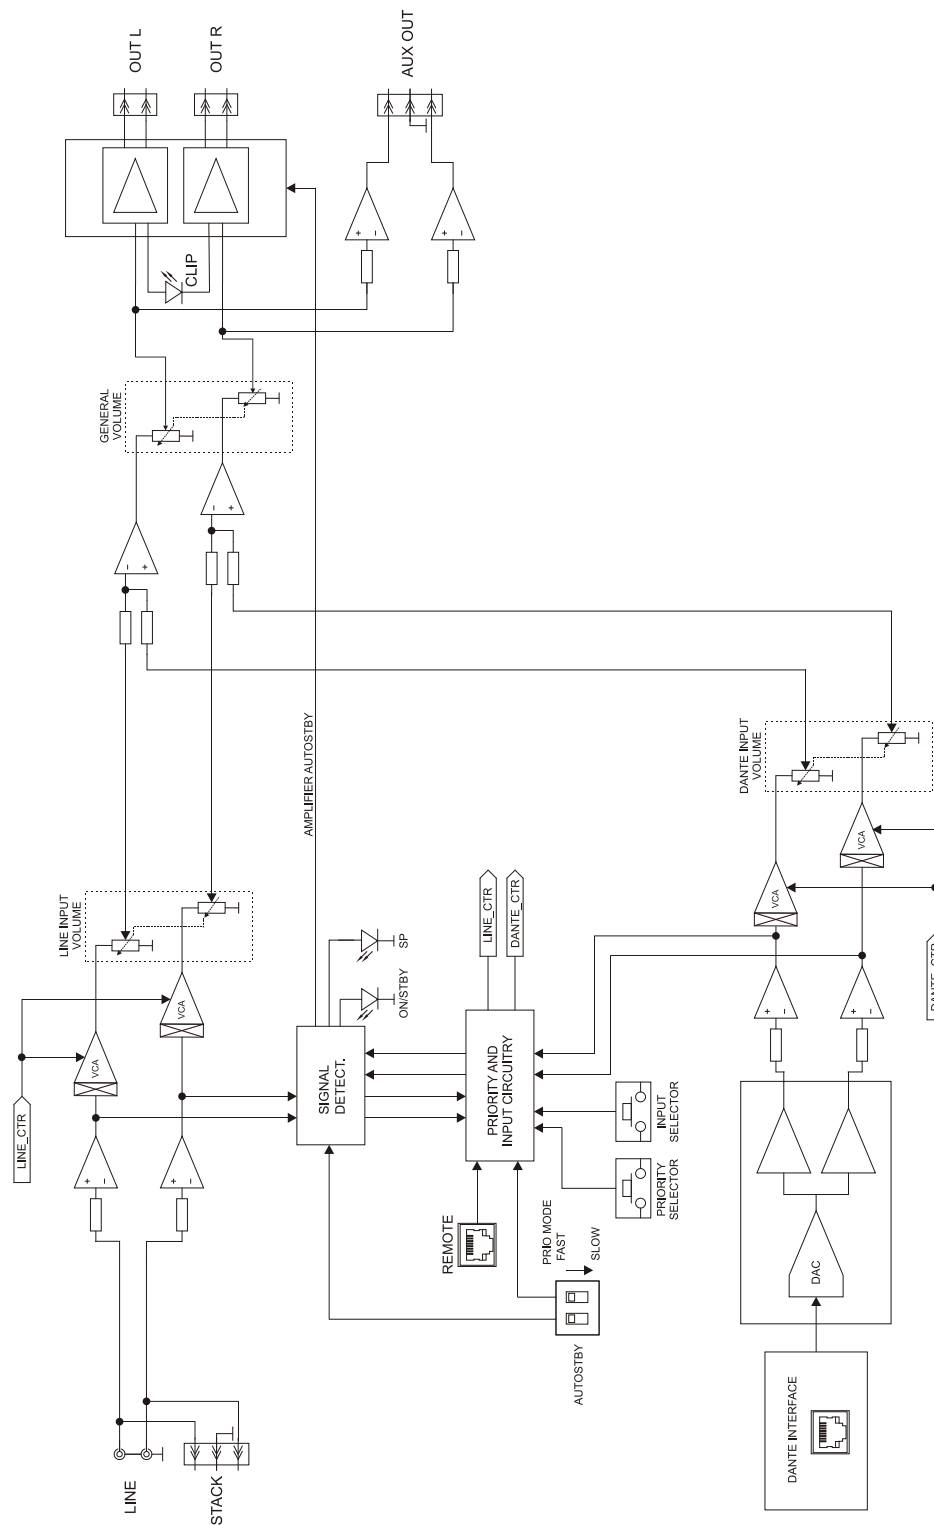 OUT L
OUT R
AUX OUT
CLIP
+
-
+
-
GENERAL
VOLUME
-
+
-
+
AMPLIFIER AUTOSTBY
LINE INPUT
VOLUME
DANTE INPUT
VOLUME
LINE_CTR
VCA
VCA
SP
ON/STBY
LINE_CTR
DANTE_CTR
VCA
VCA
DANTE_CTR
SIGNAL
DETECT.
PRIORITY AND
INPUT CIRCUITRY
+
-
+
-
+
-
+
-
INPUT
SELECTOR
PRIORITY
SELECTOR
REMOTE
PRIO MODE
FAST
SLOW
AUTOSTBY
DAC
DANTE INTERFACE
LINE
STACK